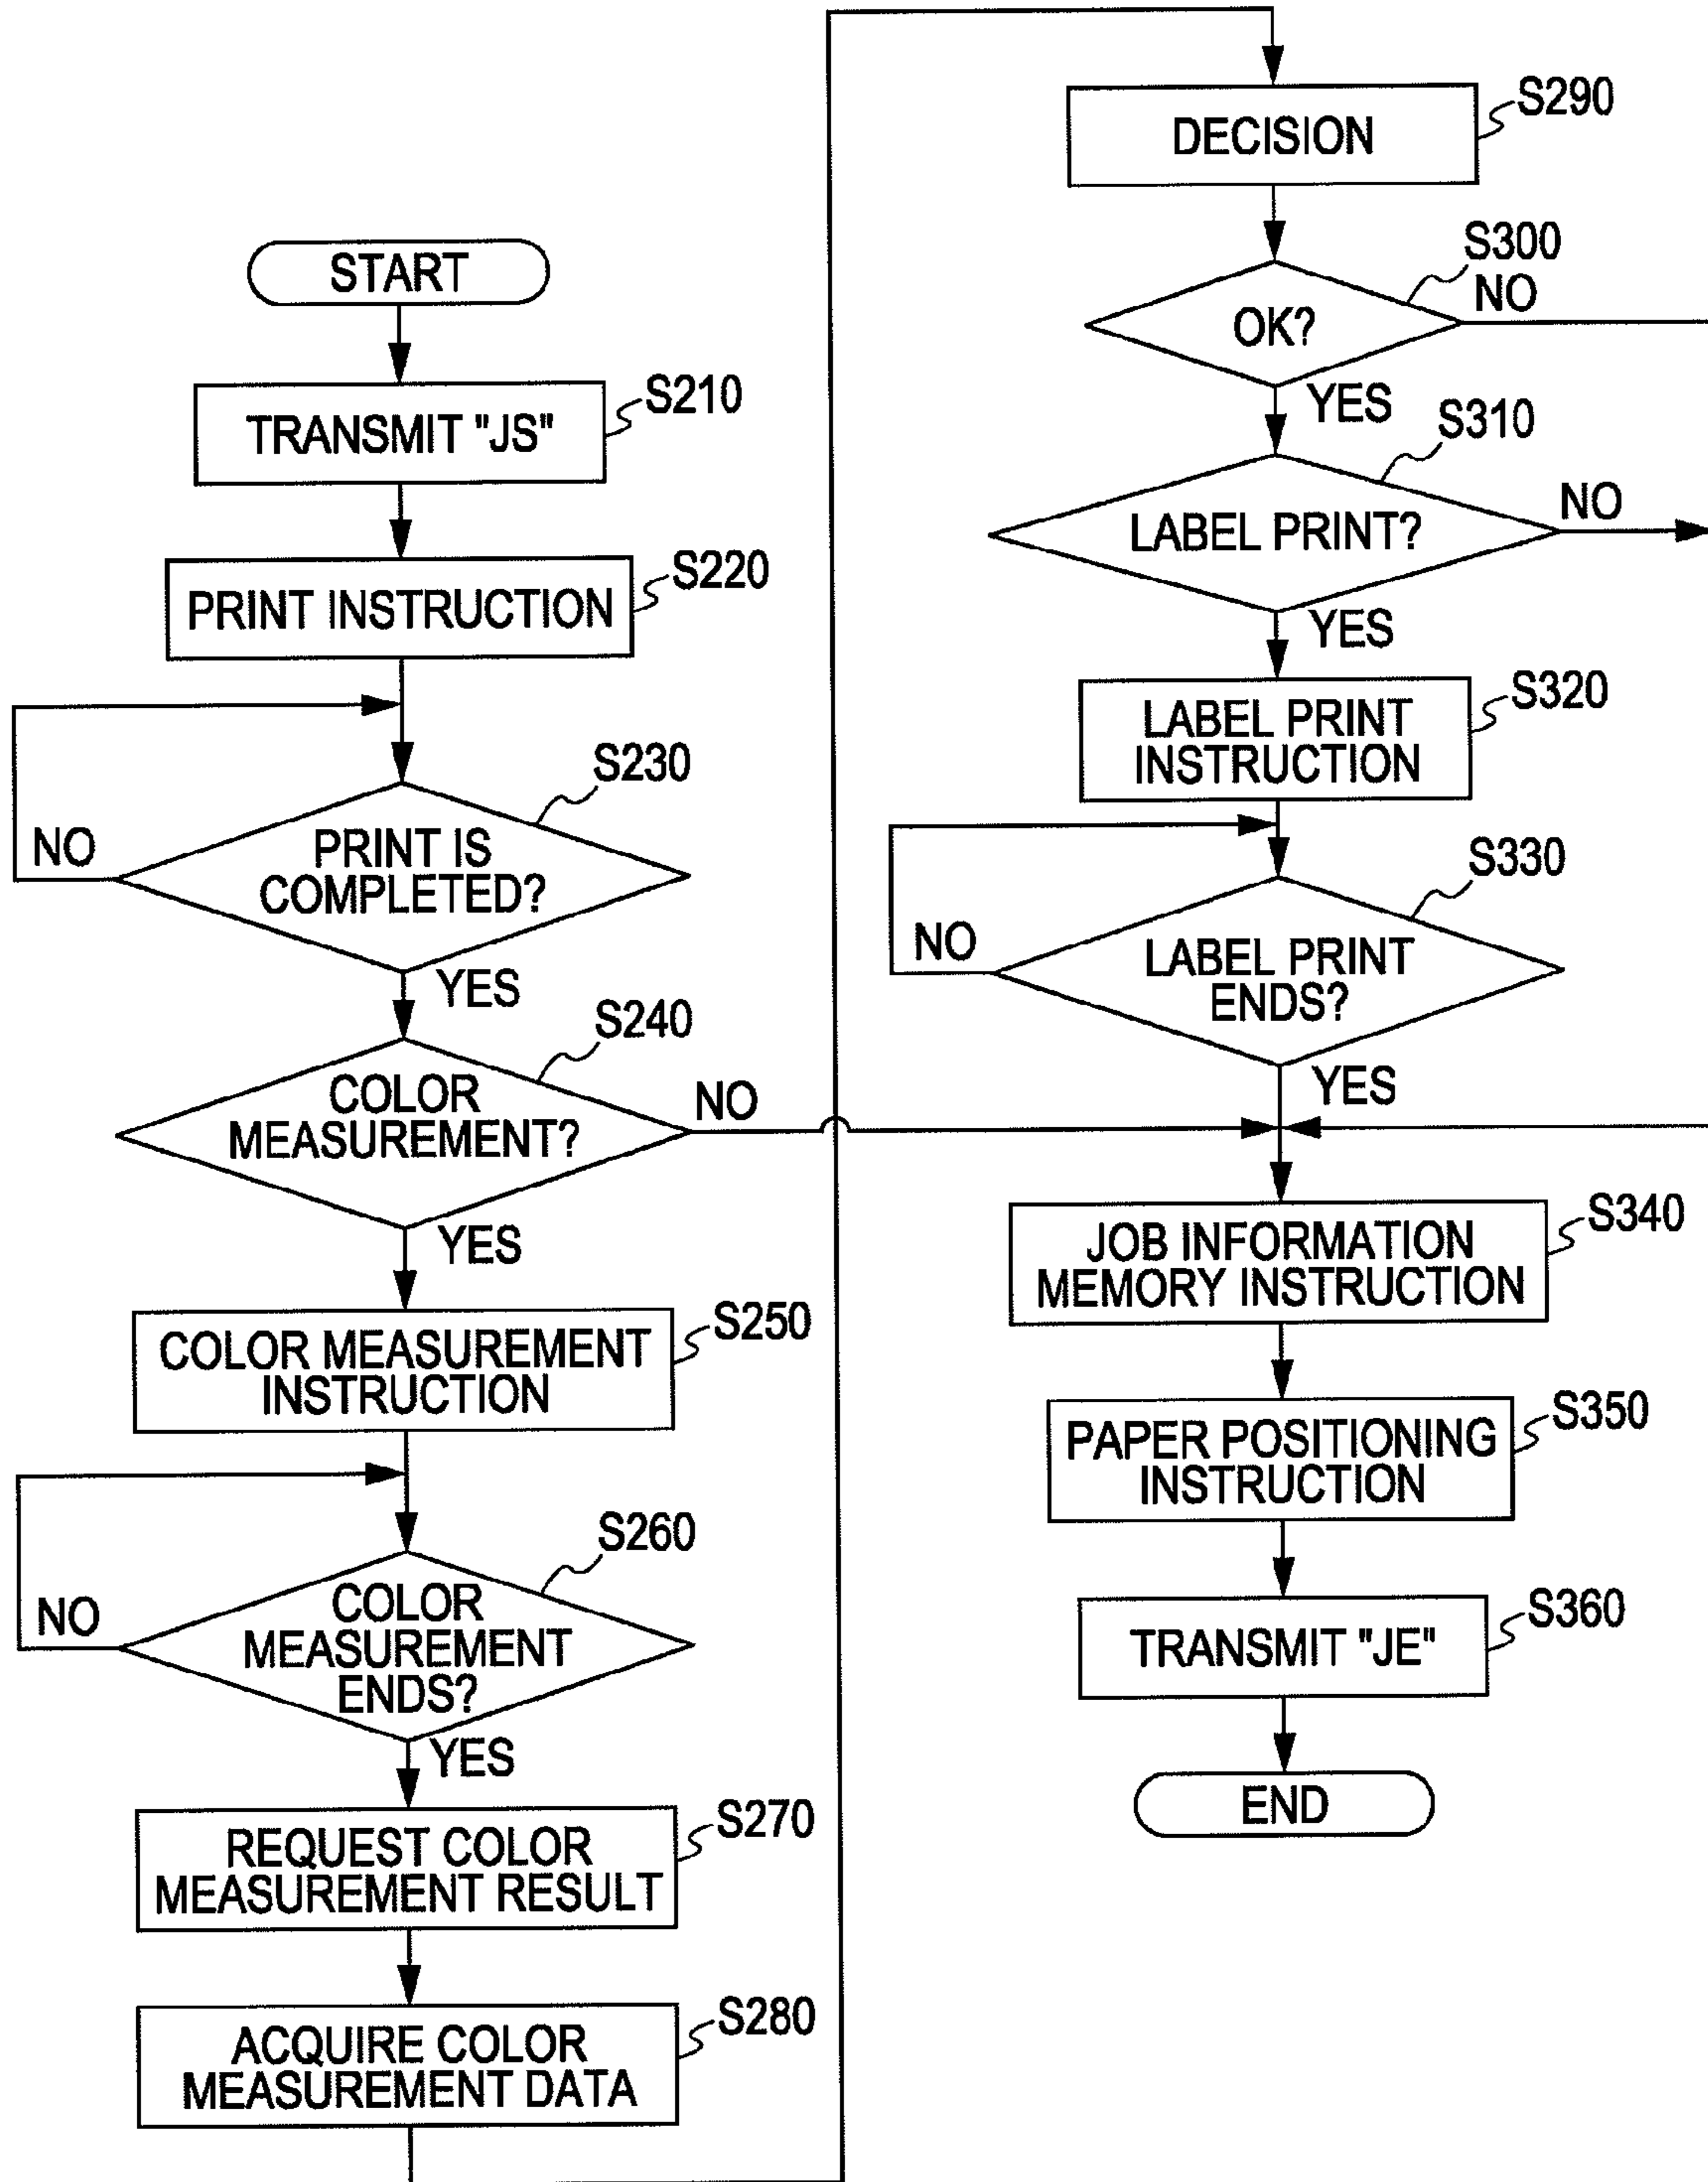 START
TRANSMIT "JS"
S210
PRINT INSTRUCTION
S220
S230
NO
PRINT IS
COMPLETED?
YES
S240
COLOR
MEASUREMENT?
NO
YES
COLOR MEASUREMENT
INSTRUCTION
S250
S260
NO
COLOR
MEASUREMENT
ENDS?
YES
REQUEST COLOR
MEASUREMENT RESULT
S270
ACQUIRE COLOR
MEASUREMENT DATA
S280
DECISION
S290
S300
OK?
NO
YES
S310
LABEL PRINT?
NO
YES
LABEL PRINT
INSTRUCTION
S320
S330
NO
LABEL PRINT
ENDS?
YES
JOB INFORMATION
MEMORY INSTRUCTION
S340
PAPER POSITIONING
INSTRUCTION
S350
TRANSMIT "JE"
S360
END